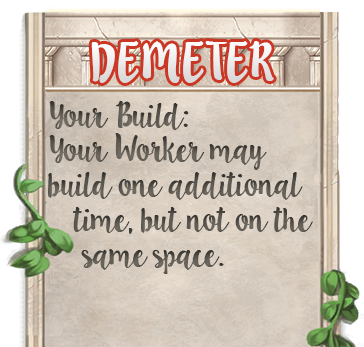 DEMETER
Your Build:
Your Worker may
build one additional
time, but not on the
same space.